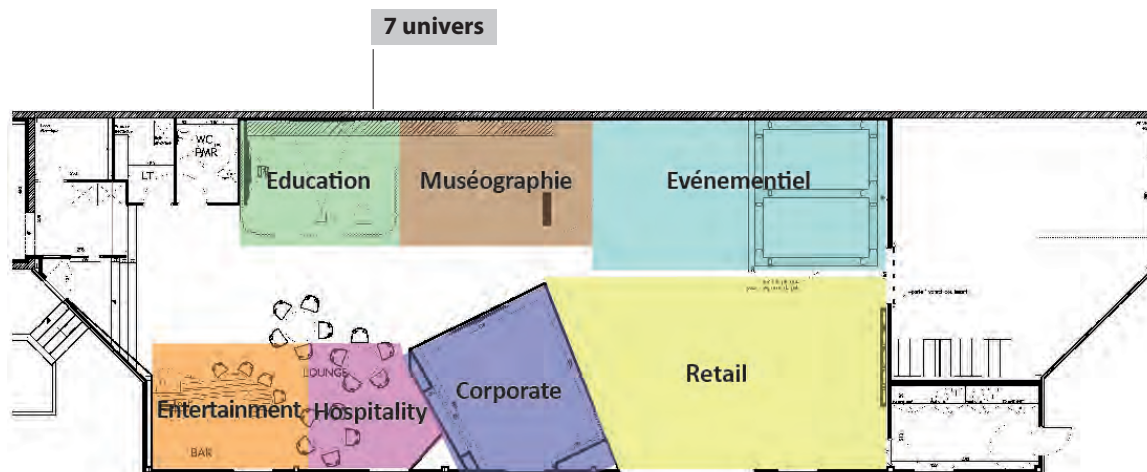 7 univers
WC
PMR
LT
Education
Muséographie
Evénementiel
LOUNGE
Entertainment
Hospitality
Corporate
Retail
BAR